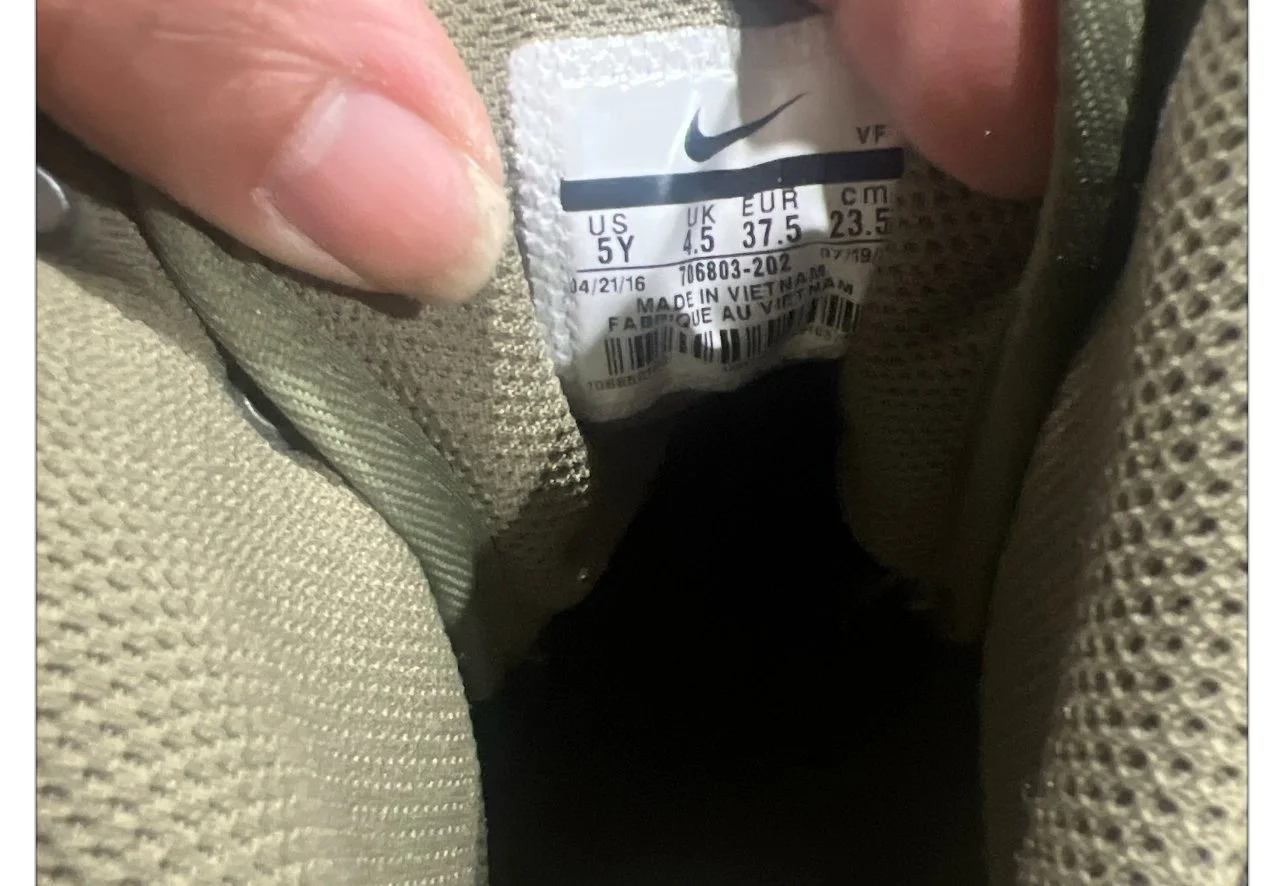 VF
US UK EUR cm
5Y 4.5 37.5 23.5
04/21/16 706803-202
MADE IN VIETNAM
FABRIQUE AU VIETNAM